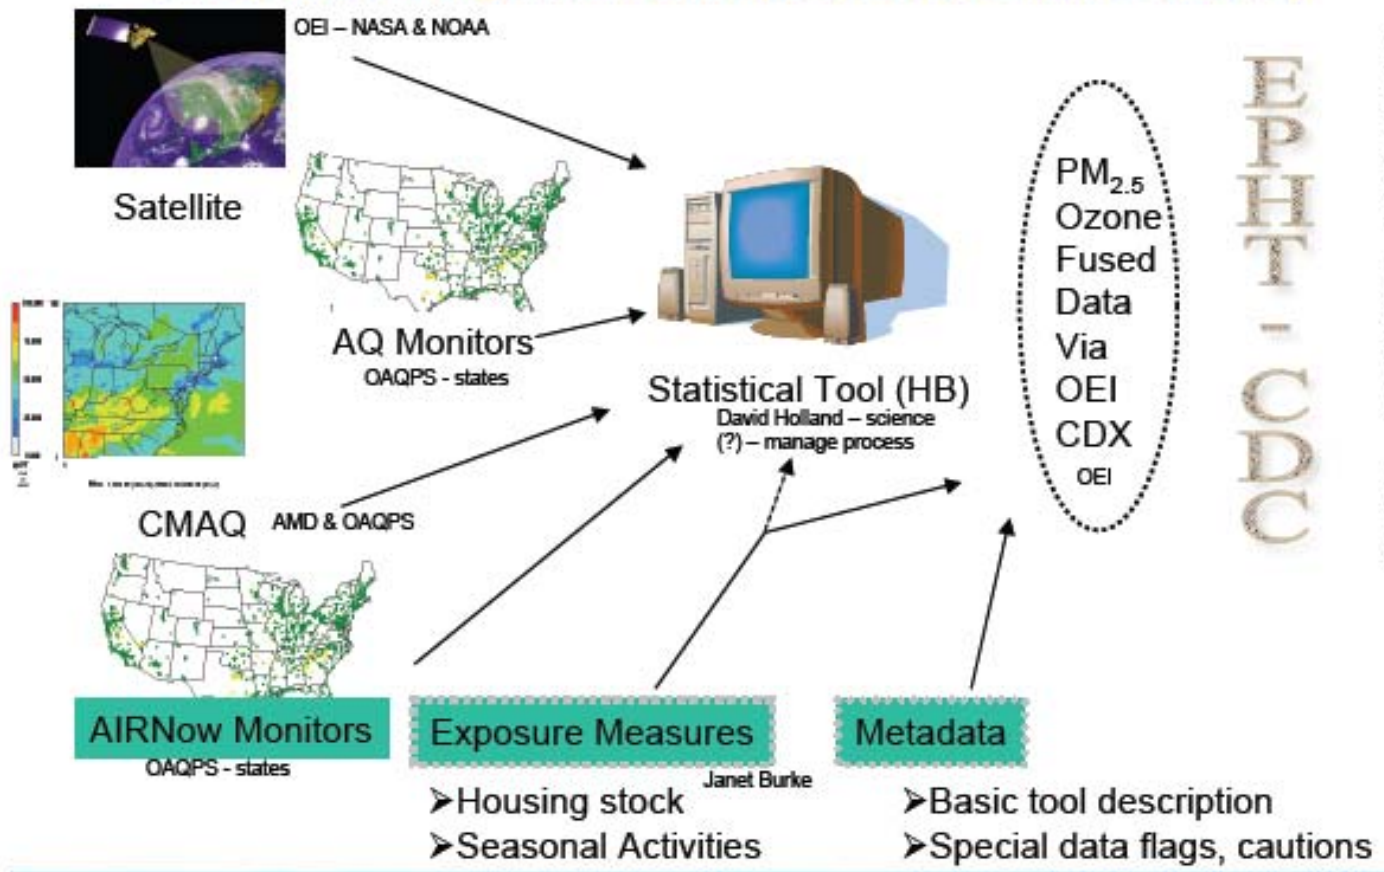 OEI – NASA & NOAA
Satellite
AQ Monitors
OAQPS - states
CMAQ
AMD & OAQPS
AIRNow Monitors
OAQPS - states
Statistical Tool (HB)
David Holland – science
(?) – manage process
Exposure Measures
Janet Burke
➢Housing stock
➢Seasonal Activities
Metadata
➢Basic tool description
➢Special data flags, cautions
PM2.5
Ozone
Fused
Data
Via
OEI
CDX
OEI
E
P
H
T
-
C
D
C